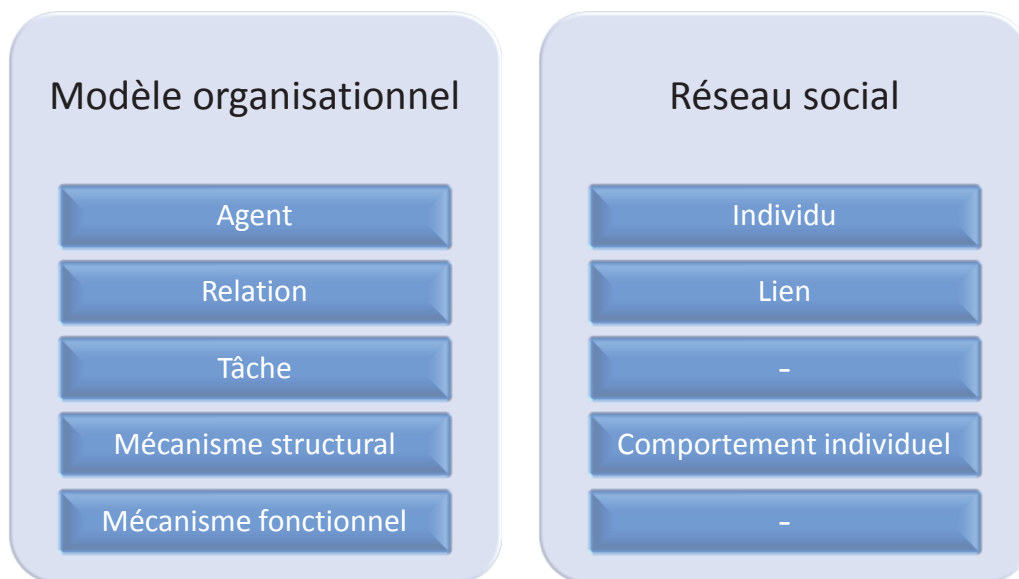 Modèle organisationnel
Agent
Relation
Tâche
Mécanisme structural
Mécanisme fonctionnel
Réseau social
Individu
Lien
-
Comportement individuel
-